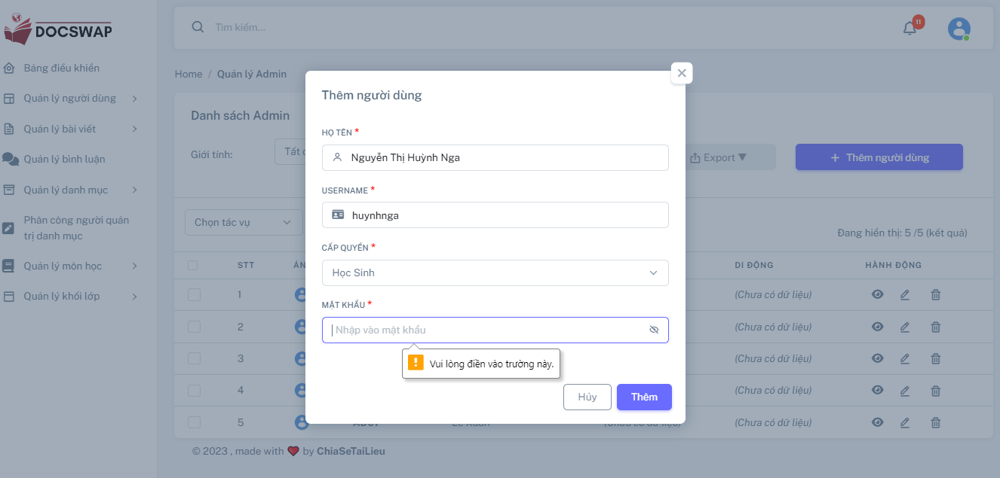 DOCSWAP
Tìm kiếm...
11
Bảng điều khiển
Quản lý người dùng
Quản lý bài viết
Quản lý bình luận
Quản lý danh mục
Phân công người quản
trị danh mục
Quản lý môn học
Quản lý khối lớp
Home / Quản lý Admin
Danh sách Admin
Giới tính:
Tất
Export ▼
+ Thêm người dùng
Chọn tác vụ
Đang hiển thị: 5 /5 (kết quả)
STT DI ĐỘNG HÀNH ĐỘNG
1 (Chưa có dữ liệu)
2 (Chưa có dữ liệu)
3 (Chưa có dữ liệu)
4 (Chưa có dữ liệu)
5 (Chưa có dữ liệu)
Thêm người dùng
HỌ TÊN *
Nguyễn Thị Huỳnh Nga
USERNAME *
huynhnga
CẤP QUYỀN *
Học Sinh
MẬT KHẨU *
Nhập vào mật khẩu
Vui lòng điền vào trường này.
Hủy
Thêm
© 2023 , made with ❤ by ChiaSeTaiLieu